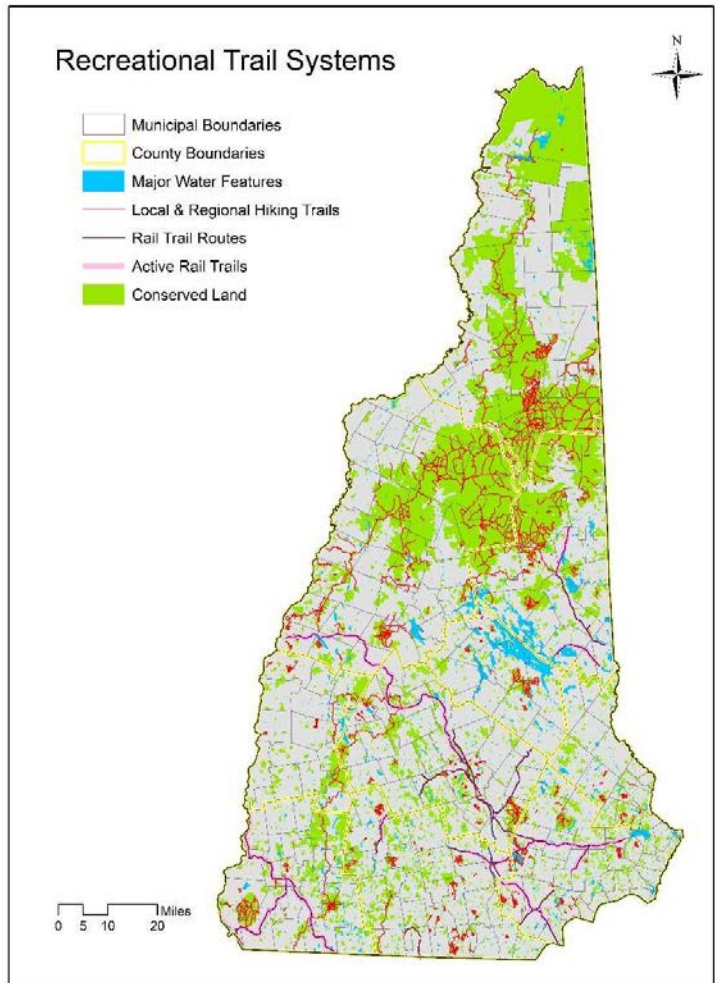 Recreational Trail Systems
N
Municipal Boundaries
County Boundaries
Major Water Features
Local & Regional Hiking Trails
Rail Trail Routes
Active Rail Trails
Conserved Land
Miles
0 5 10 20